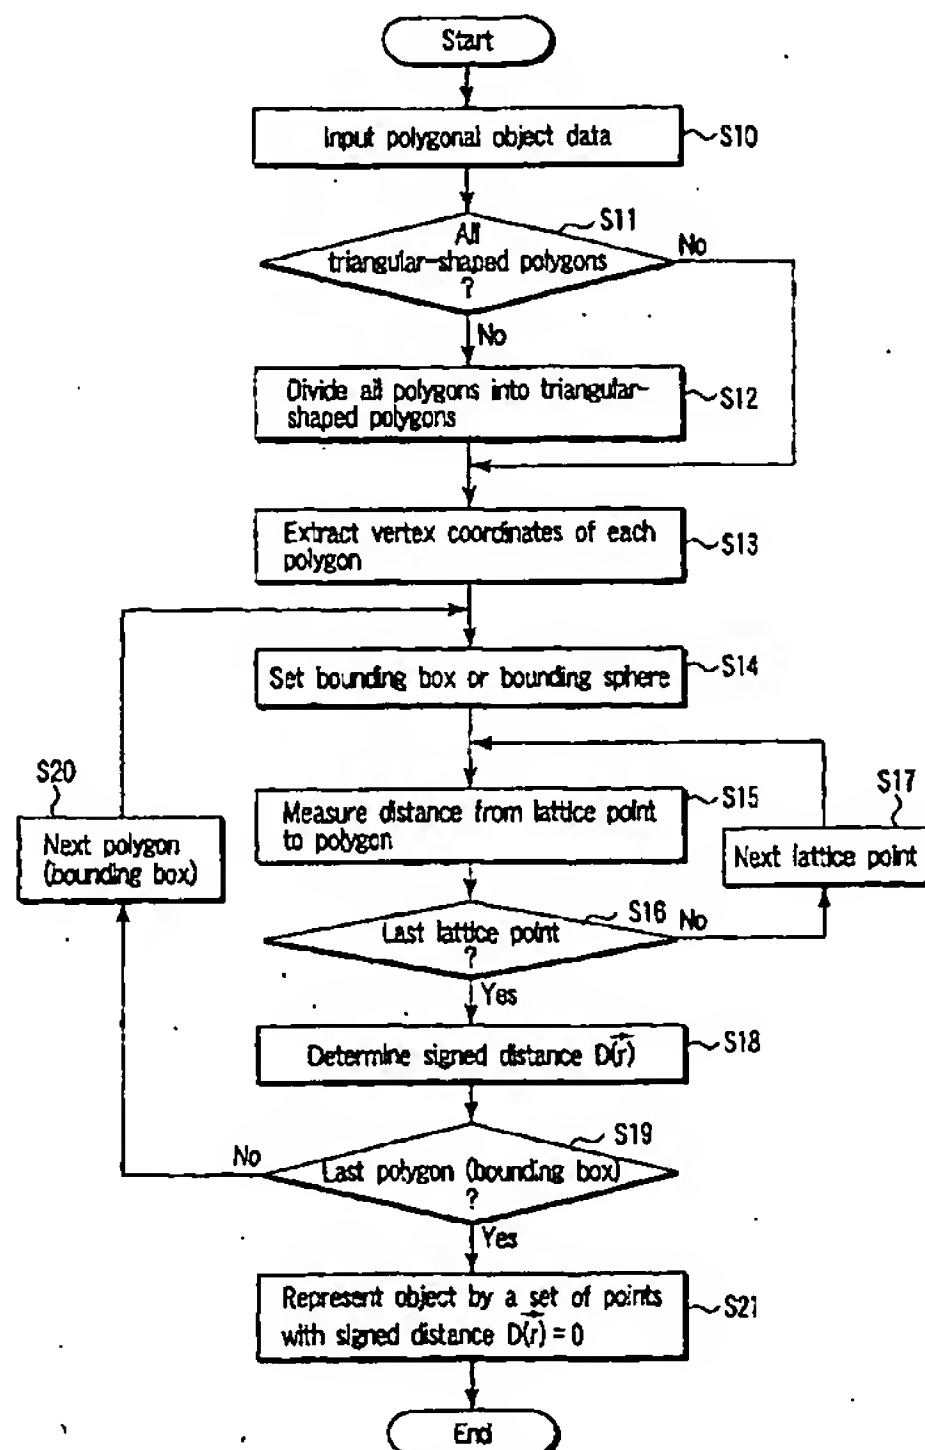 Start
Input polygonal object data
S10
S11
All
triangular-shaped polygons
?
No
No
Divide all polygons into triangular-
shaped polygons
S12
Extract vertex coordinates of each
polygon
S13
Set bounding box or bounding sphere
S14
S20
Next polygon
(bounding box)
Measure distance from lattice point
to polygon
S15
S17
Next lattice point
S16
Last lattice point
?
No
Yes
Determine signed distance D(r⃗)
S18
S19
No
Last polygon (bounding box)
?
Yes
Represent object by a set of points
with signed distance D(r⃗) = 0
S21
End